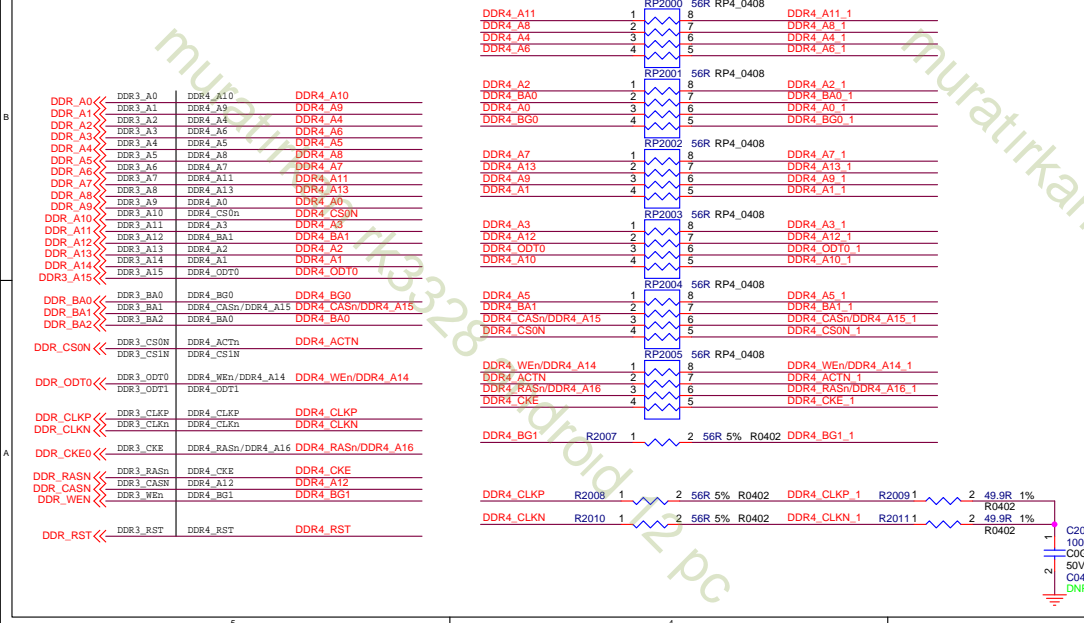 RP2000 56R RP4_0408
DDR4_A11 1 8 DDR4_A11_1
DDR4_A8 2 7 DDR4_A8_1
DDR4_A4 3 6 DDR4_A4_1
DDR4_A6 4 5 DDR4_A6_1
RP2001 56R RP4_0408
DDR4_A2 1 8 DDR4_A2_1
DDR4_BA0 2 7 DDR4_BA0_1
DDR4_A0 3 6 DDR4_A0_1
DDR4_BG0 4 5 DDR4_BG0_1
RP2002 56R RP4_0408
DDR4_A7 1 8 DDR4_A7_1
DDR4_A13 2 7 DDR4_A13_1
DDR4_A9 3 6 DDR4_A9_1
DDR4_A1 4 5 DDR4_A1_1
RP2003 56R RP4_0408
DDR4_A3 1 8 DDR4_A3_1
DDR4_A12 2 7 DDR4_A12_1
DDR4_ODT0 3 6 DDR4_ODT0_1
DDR4_A10 4 5 DDR4_A10_1
RP2004 56R RP4_0408
DDR4_A5 1 8 DDR4_A5_1
DDR4_BA1 2 7 DDR4_BA1_1
DDR4_CASn/DDR4_A15 3 6 DDR4_CASn/DDR4_A15_1
DDR4_CS0N 4 5 DDR4_CS0N_1
RP2005 56R RP4_0408
DDR4_WEn/DDR4_A14 1 8 DDR4_WEn/DDR4_A14_1
DDR4_ACTN 2 7 DDR4_ACTN_1
DDR4_RASn/DDR4_A16 3 6 DDR4_RASn/DDR4_A16_1
DDR4_CKE 4 5 DDR4_CKE_1
DDR4_BG1 R2007 1 2 56R 5% R0402 DDR4_BG1_1
DDR4_CLKP R2008 1 2 56R 5% R0402 DDR4_CLKP_1 R2009 1 2 49.9R 1%
R0402
DDR4_CLKN R2010 1 2 56R 5% R0402 DDR4_CLKN_1 R2011 1 2 49.9R 1%
R0402
1
2
50V
B
A
DDR_A0 DDR3_A0 DDR4_A10 DDR4_A10
DDR_A1 DDR3_A1 DDR4_A9 DDR4_A9
DDR_A2 DDR3_A2 DDR4_A4 DDR4_A4
DDR_A3 DDR3_A3 DDR4_A6 DDR4_A6
DDR_A4 DDR3_A4 DDR4_A5 DDR4_A5
DDR_A5 DDR3_A5 DDR4_A8 DDR4_A8
DDR_A6 DDR3_A6 DDR4_A7 DDR4_A7
DDR_A7 DDR3_A7 DDR4_A11 DDR4_A11
DDR_A8 DDR3_A8 DDR4_A13 DDR4_A13
DDR_A9 DDR3_A9 DDR4_A0 DDR4_A0
DDR_A10 DDR3_A10 DDR4_CS0n DDR4_CS0N
DDR_A11 DDR3_A11 DDR4_A3 DDR4_A3
DDR_A12 DDR3_A12 DDR4_BA1 DDR4_BA1
DDR_A13 DDR3_A13 DDR4_A2 DDR4_A2
DDR_A14 DDR3_A14 DDR4_A1 DDR4_A1
DDR3_A15 DDR3_A15 DDR4_ODT0 DDR4_ODT0
DDR_BA0 DDR3_BA0 DDR4_BG0 DDR4_BG0
DDR_BA1 DDR3_BA1 DDR4_CASn/DDR4_A15 DDR4_CASn/DDR4_A15
DDR_BA2 DDR3_BA2 DDR4_BA0 DDR4_BA0
DDR_CS0N DDR3_CS0N DDR4_ACTn DDR4_ACTN
DDR3_CS1N DDR4_CS1N
DDR_ODT0 DDR3_ODT0 DDR4_WEn/DDR4_A14 DDR4_WEn/DDR4_A14
DDR3_ODT1 DDR4_ODT1
DDR_CLKP DDR3_CLKP DDR4_CLKP DDR4_CLKP
DDR_CLKN DDR3_CLKn DDR4_CLKn DDR4_CLKN
DDR_CKE0 DDR3_CKE DDR4_RASn/DDR4_A16 DDR4_RASn/DDR4_A16
DDR_RASN DDR3_RASn DDR4_CKE DDR4_CKE
DDR_CASN DDR3_CASN DDR4_A12 DDR4_A12
DDR_WEN DDR3_WEn DDR4_BG1 DDR4_BG1
DDR_RST DDR3_RST DDR4_RST DDR4_RST